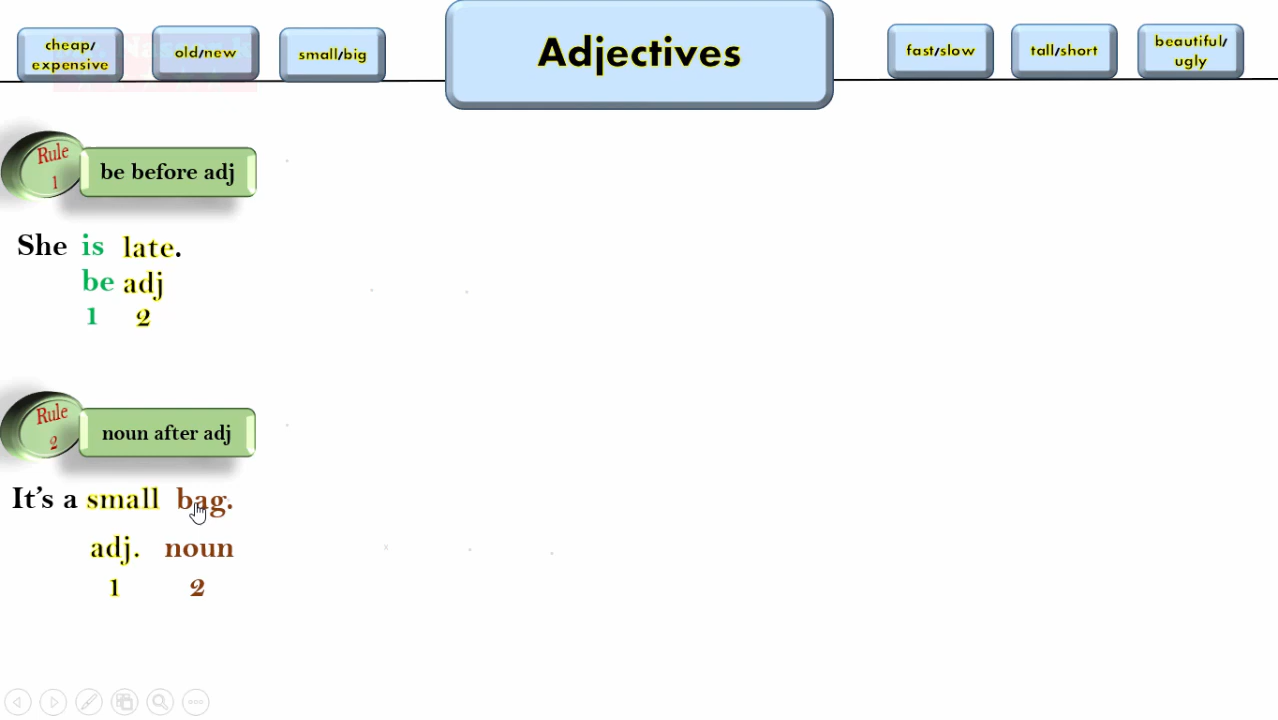 cheap/
expensive
old/new
small/big
Adjectives
fast/slow
tall/short
beautiful/
ugly
Rule
1
be before adj
She is late.
be adj
1 2
Rule
2
noun after adj
It's a small bag.
adj. noun
1 2